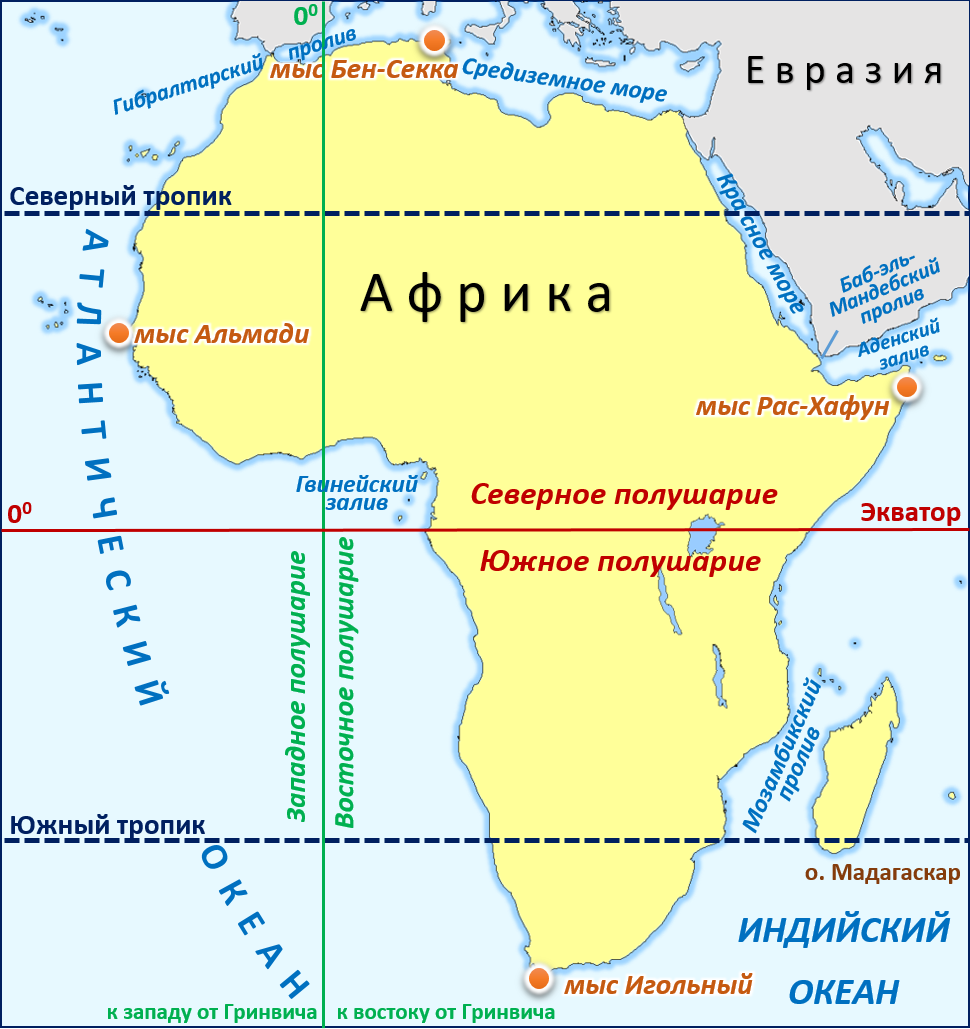 0⁰
Гибралтарский пролив
мыс Бен-Секка
Средиземное море
Евразия
Северный тропик
Красное море
Африка
Баб-эль-
Мандебский
пролив
мыс Альмади
Аденский
залив
мыс Рас-Хафун
АТЛАНТИЧЕСКИЙ
Гвинейский
залив
Северное полушарие
0⁰
Экватор
Южное полушарие
Западное полушарие
Восточное полушарие
Мозамбикский
пролив
Южный тропик
ОКЕАН
о. Мадагаскар
ИНДИЙСКИЙ
ОКЕАН
мыс Игольный
к западу от Гринвича
к востоку от Гринвича